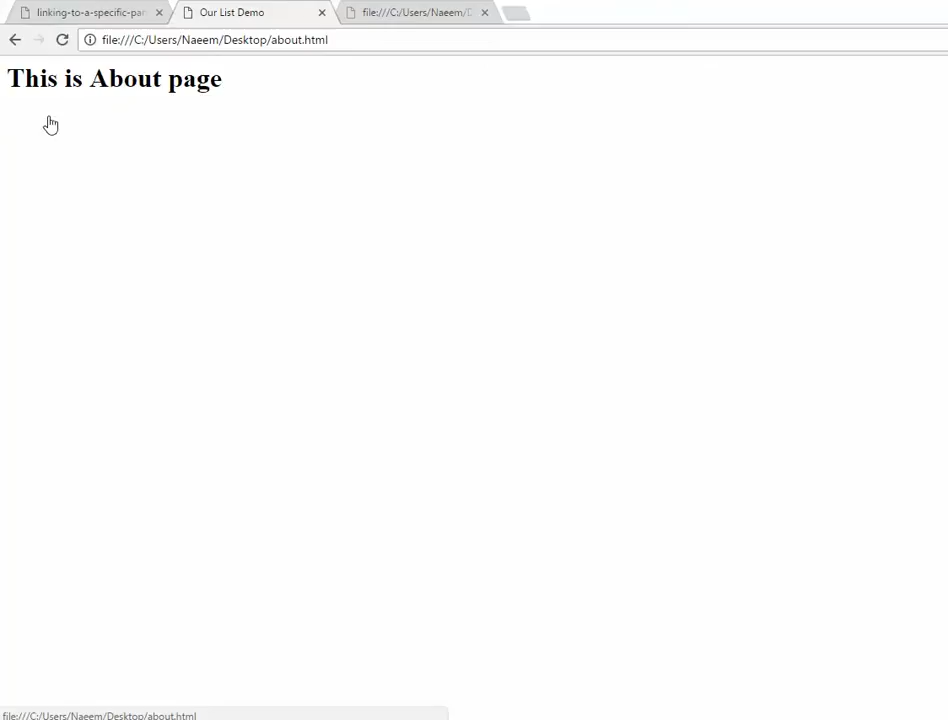 linking-to-a-specific-par
Our List Demo
file:///C:/Users/Naeem/D
file:///C:/Users/Naeem/Desktop/about.html
This is About page
file:///C:/Users/Naeem/Desktop/about.html